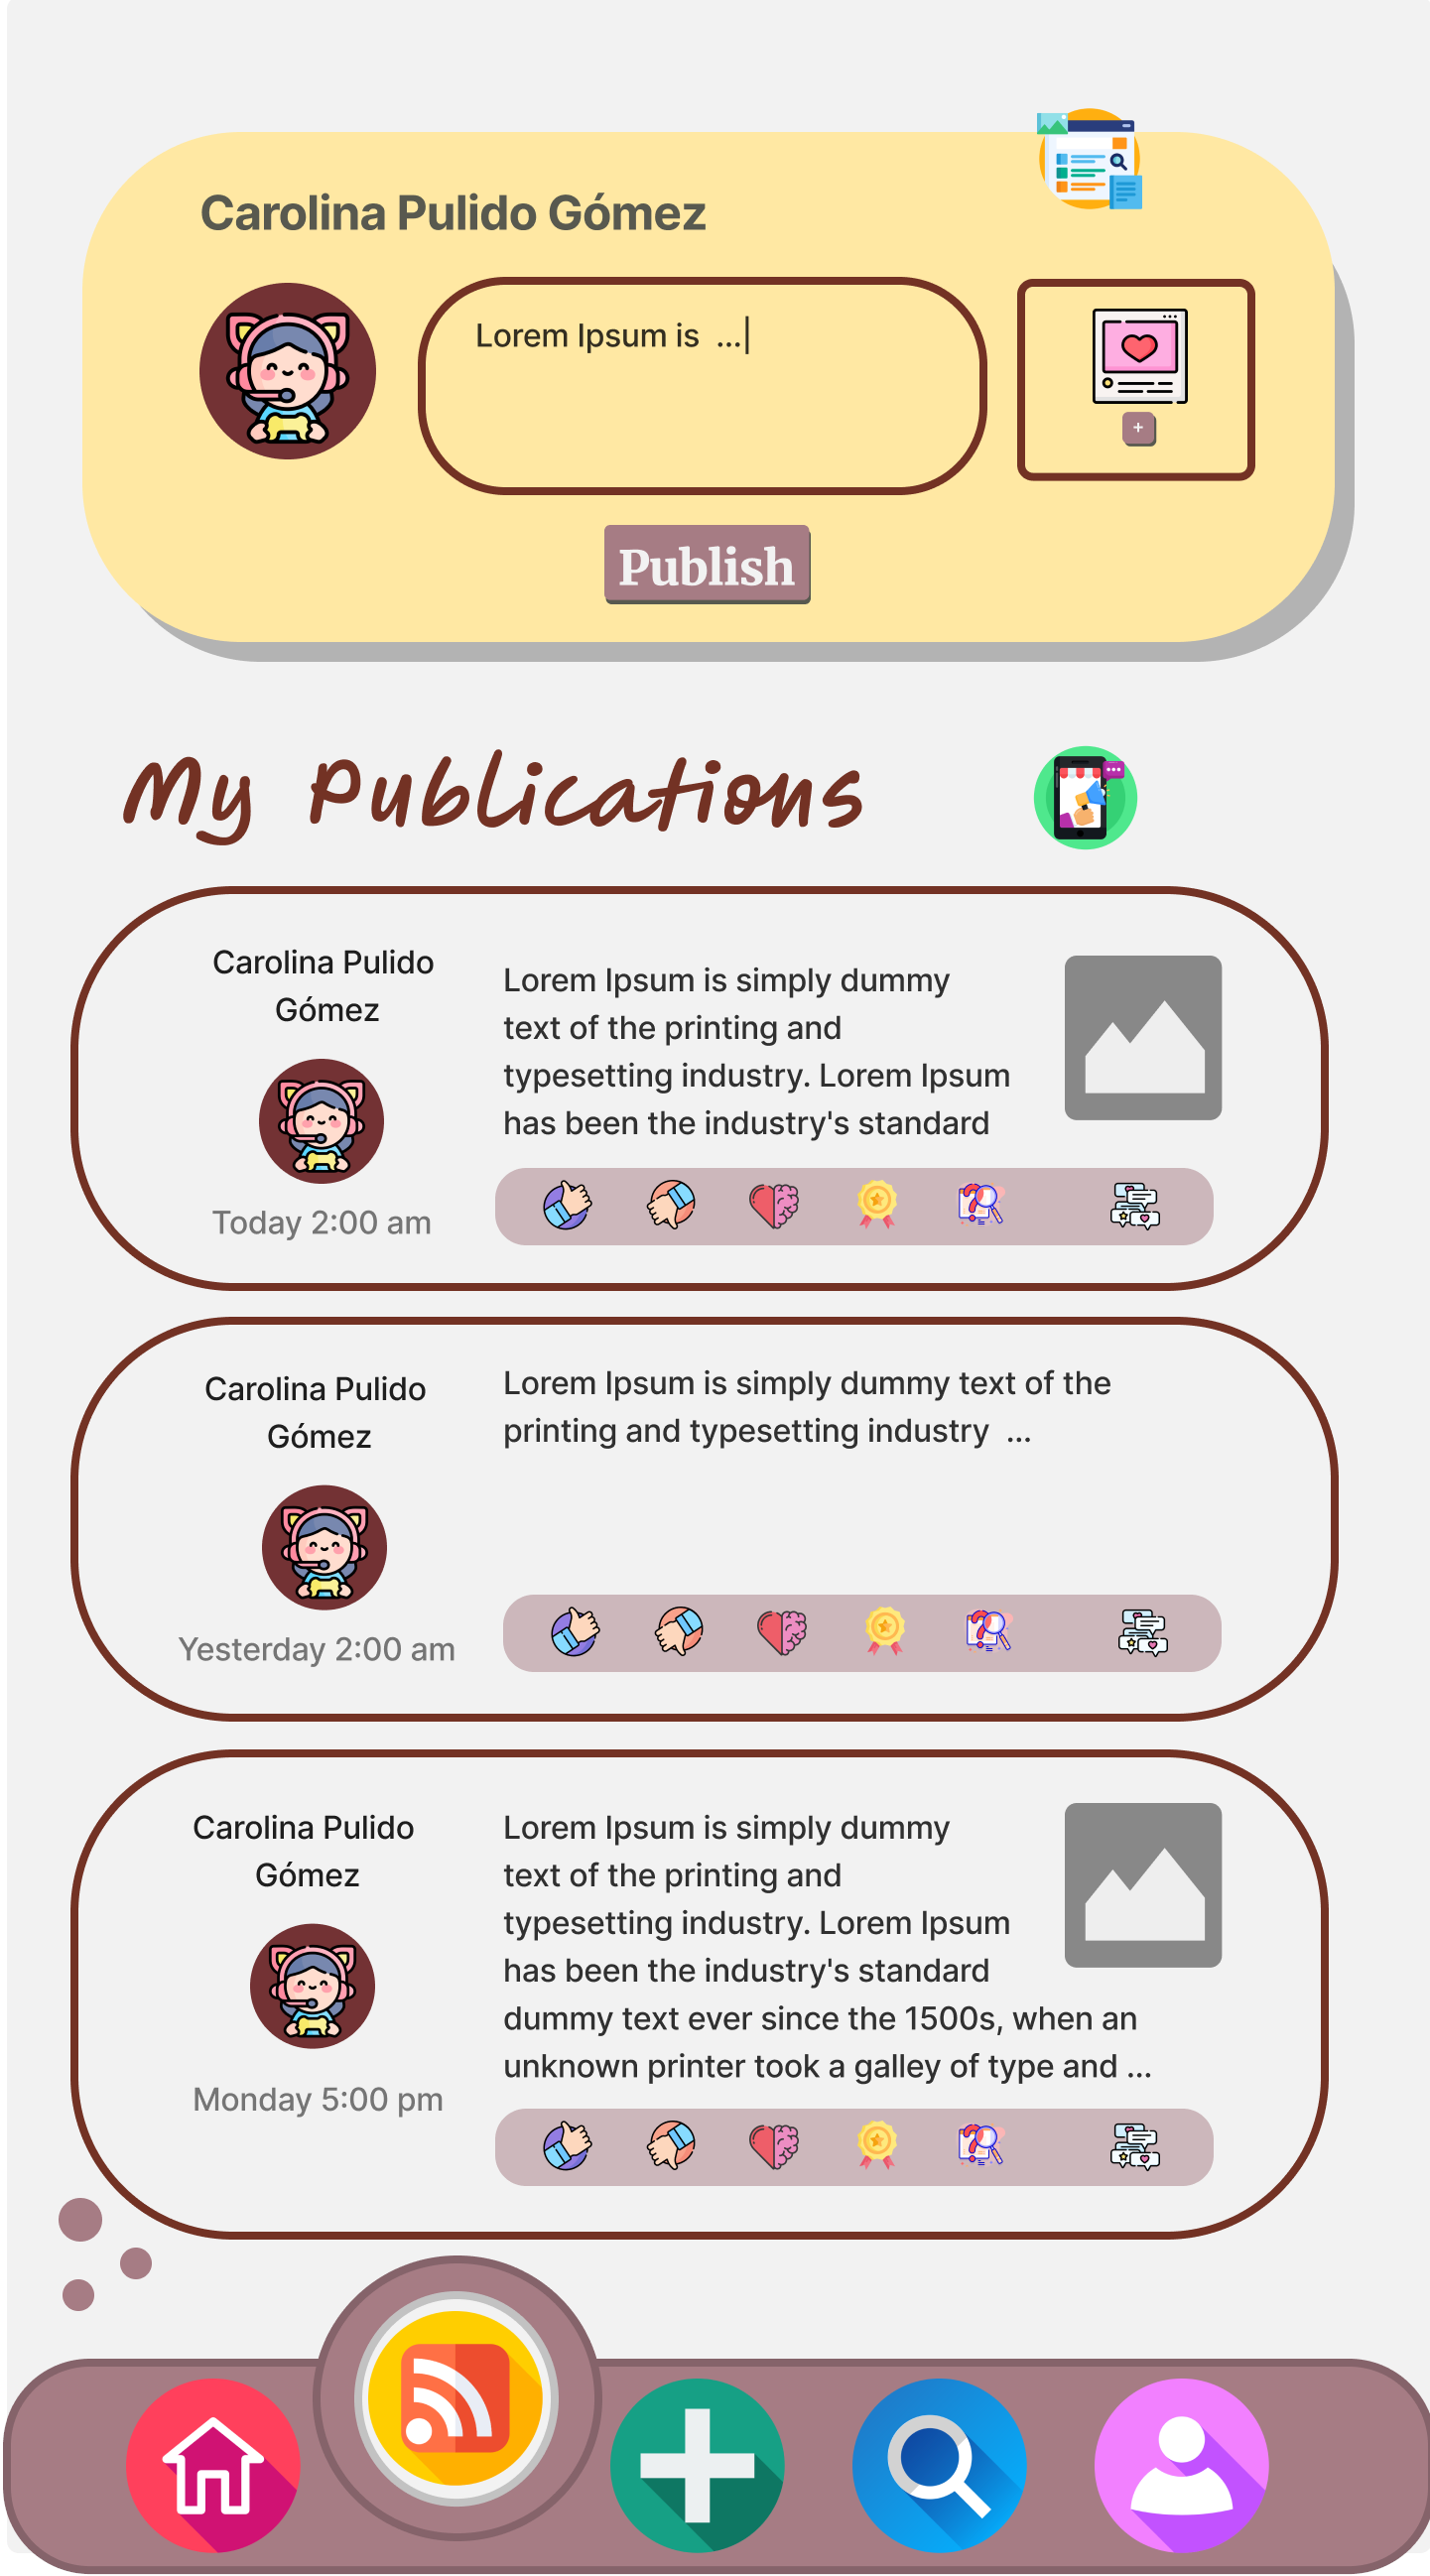 Carolina Pulido Gómez
Lorem Ipsum is ...
+
Publish
My Publications
Carolina Pulido
Gómez
Today 2:00 am
Lorem Ipsum is simply dummy
text of the printing and
typesetting industry. Lorem Ipsum
has been the industry's standard
Carolina Pulido
Gómez
Yesterday 2:00 am
Lorem Ipsum is simply dummy text of the
printing and typesetting industry ...
Carolina Pulido
Gómez
Monday 5:00 pm
Lorem Ipsum is simply dummy
text of the printing and
typesetting industry. Lorem Ipsum
has been the industry's standard
dummy text ever since the 1500s, when an
unknown printer took a galley of type and ...